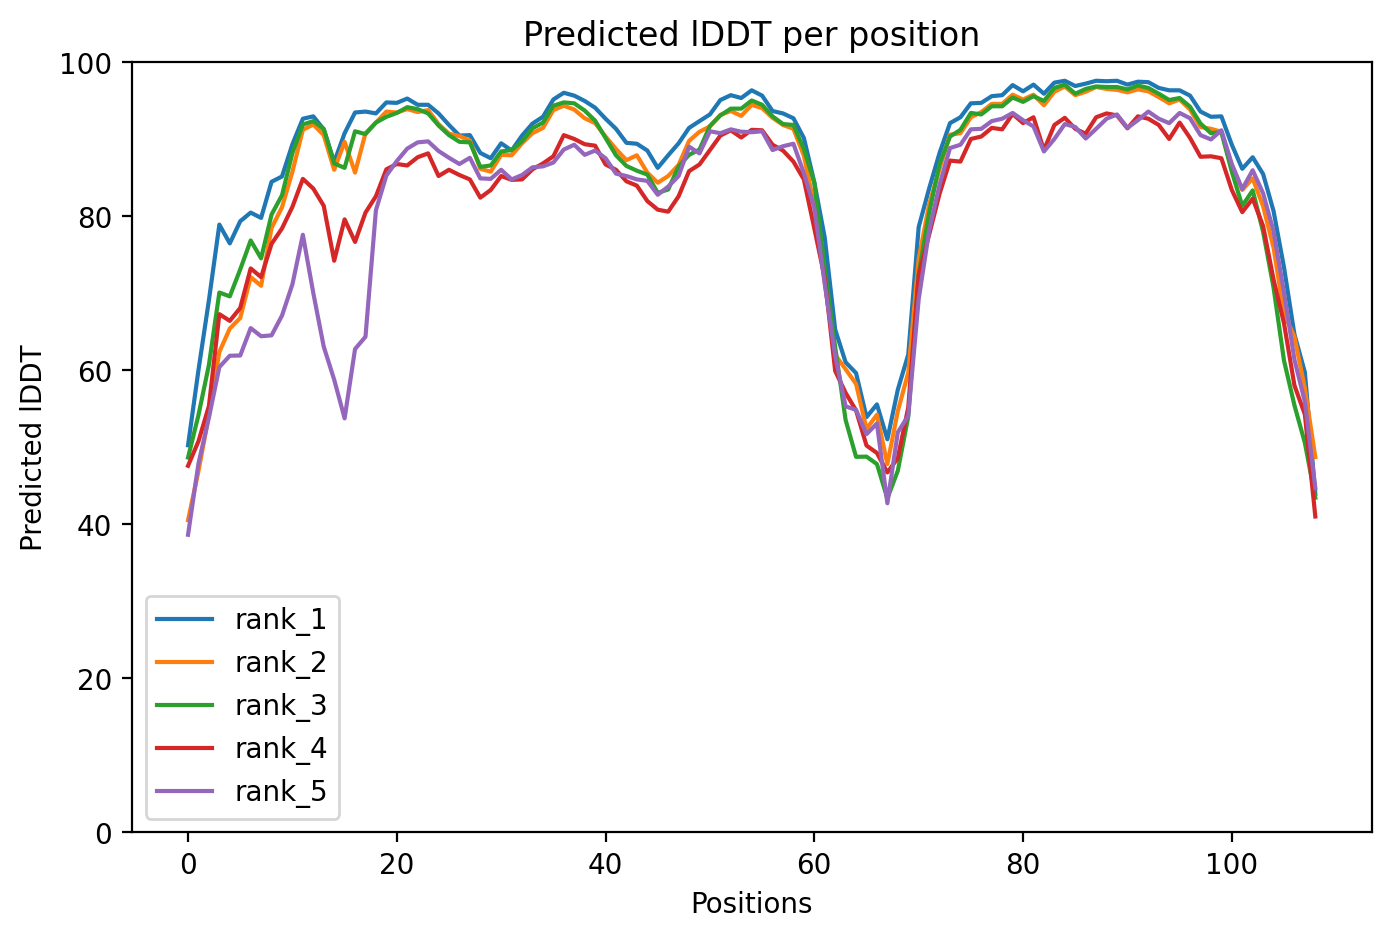 Predicted lDDT per position
100
80
60
40
20
0
Predicted lDDT
rank_1
rank_2
rank_3
rank_4
rank_5
0 20 40 60 80 100
Positions